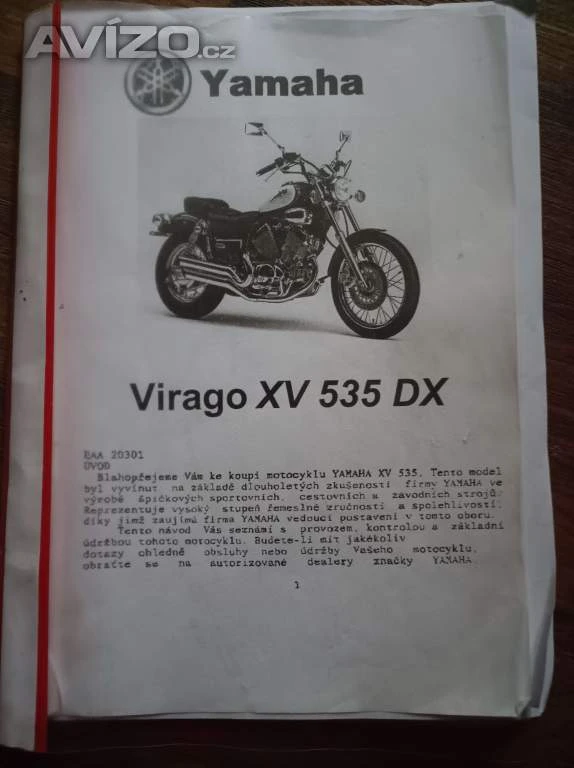 AVÍZO.cz
Yamaha
Virago XV 535 DX
EAA 20301
ÚVOD
Blahopřejeme Vám ke koupi motocyklu YAMAHA XV 535. Tento model
byl vyvinut na základě dlouholetých zkušeností firmy YAMAHA ve
výrobě špičkových sportovních, cestovních a závodních strojů.
Reprezentuje vysoký stupeň řemeslné zručnosti a spolehlivosti,
díky jimž zaujímá firma YAMAHA vedoucí postavení v tomto oboru.
Tento návod Vás seznámí s provozem, kontrolou a základní
údržbou tohoto motocyklu. Budete-li mít jakékoliv
dotazy ohledně obsluhy nebo údržby Vašeho motocyklu,
obraťte se na autorizované dealery značky YAMAHA.
1